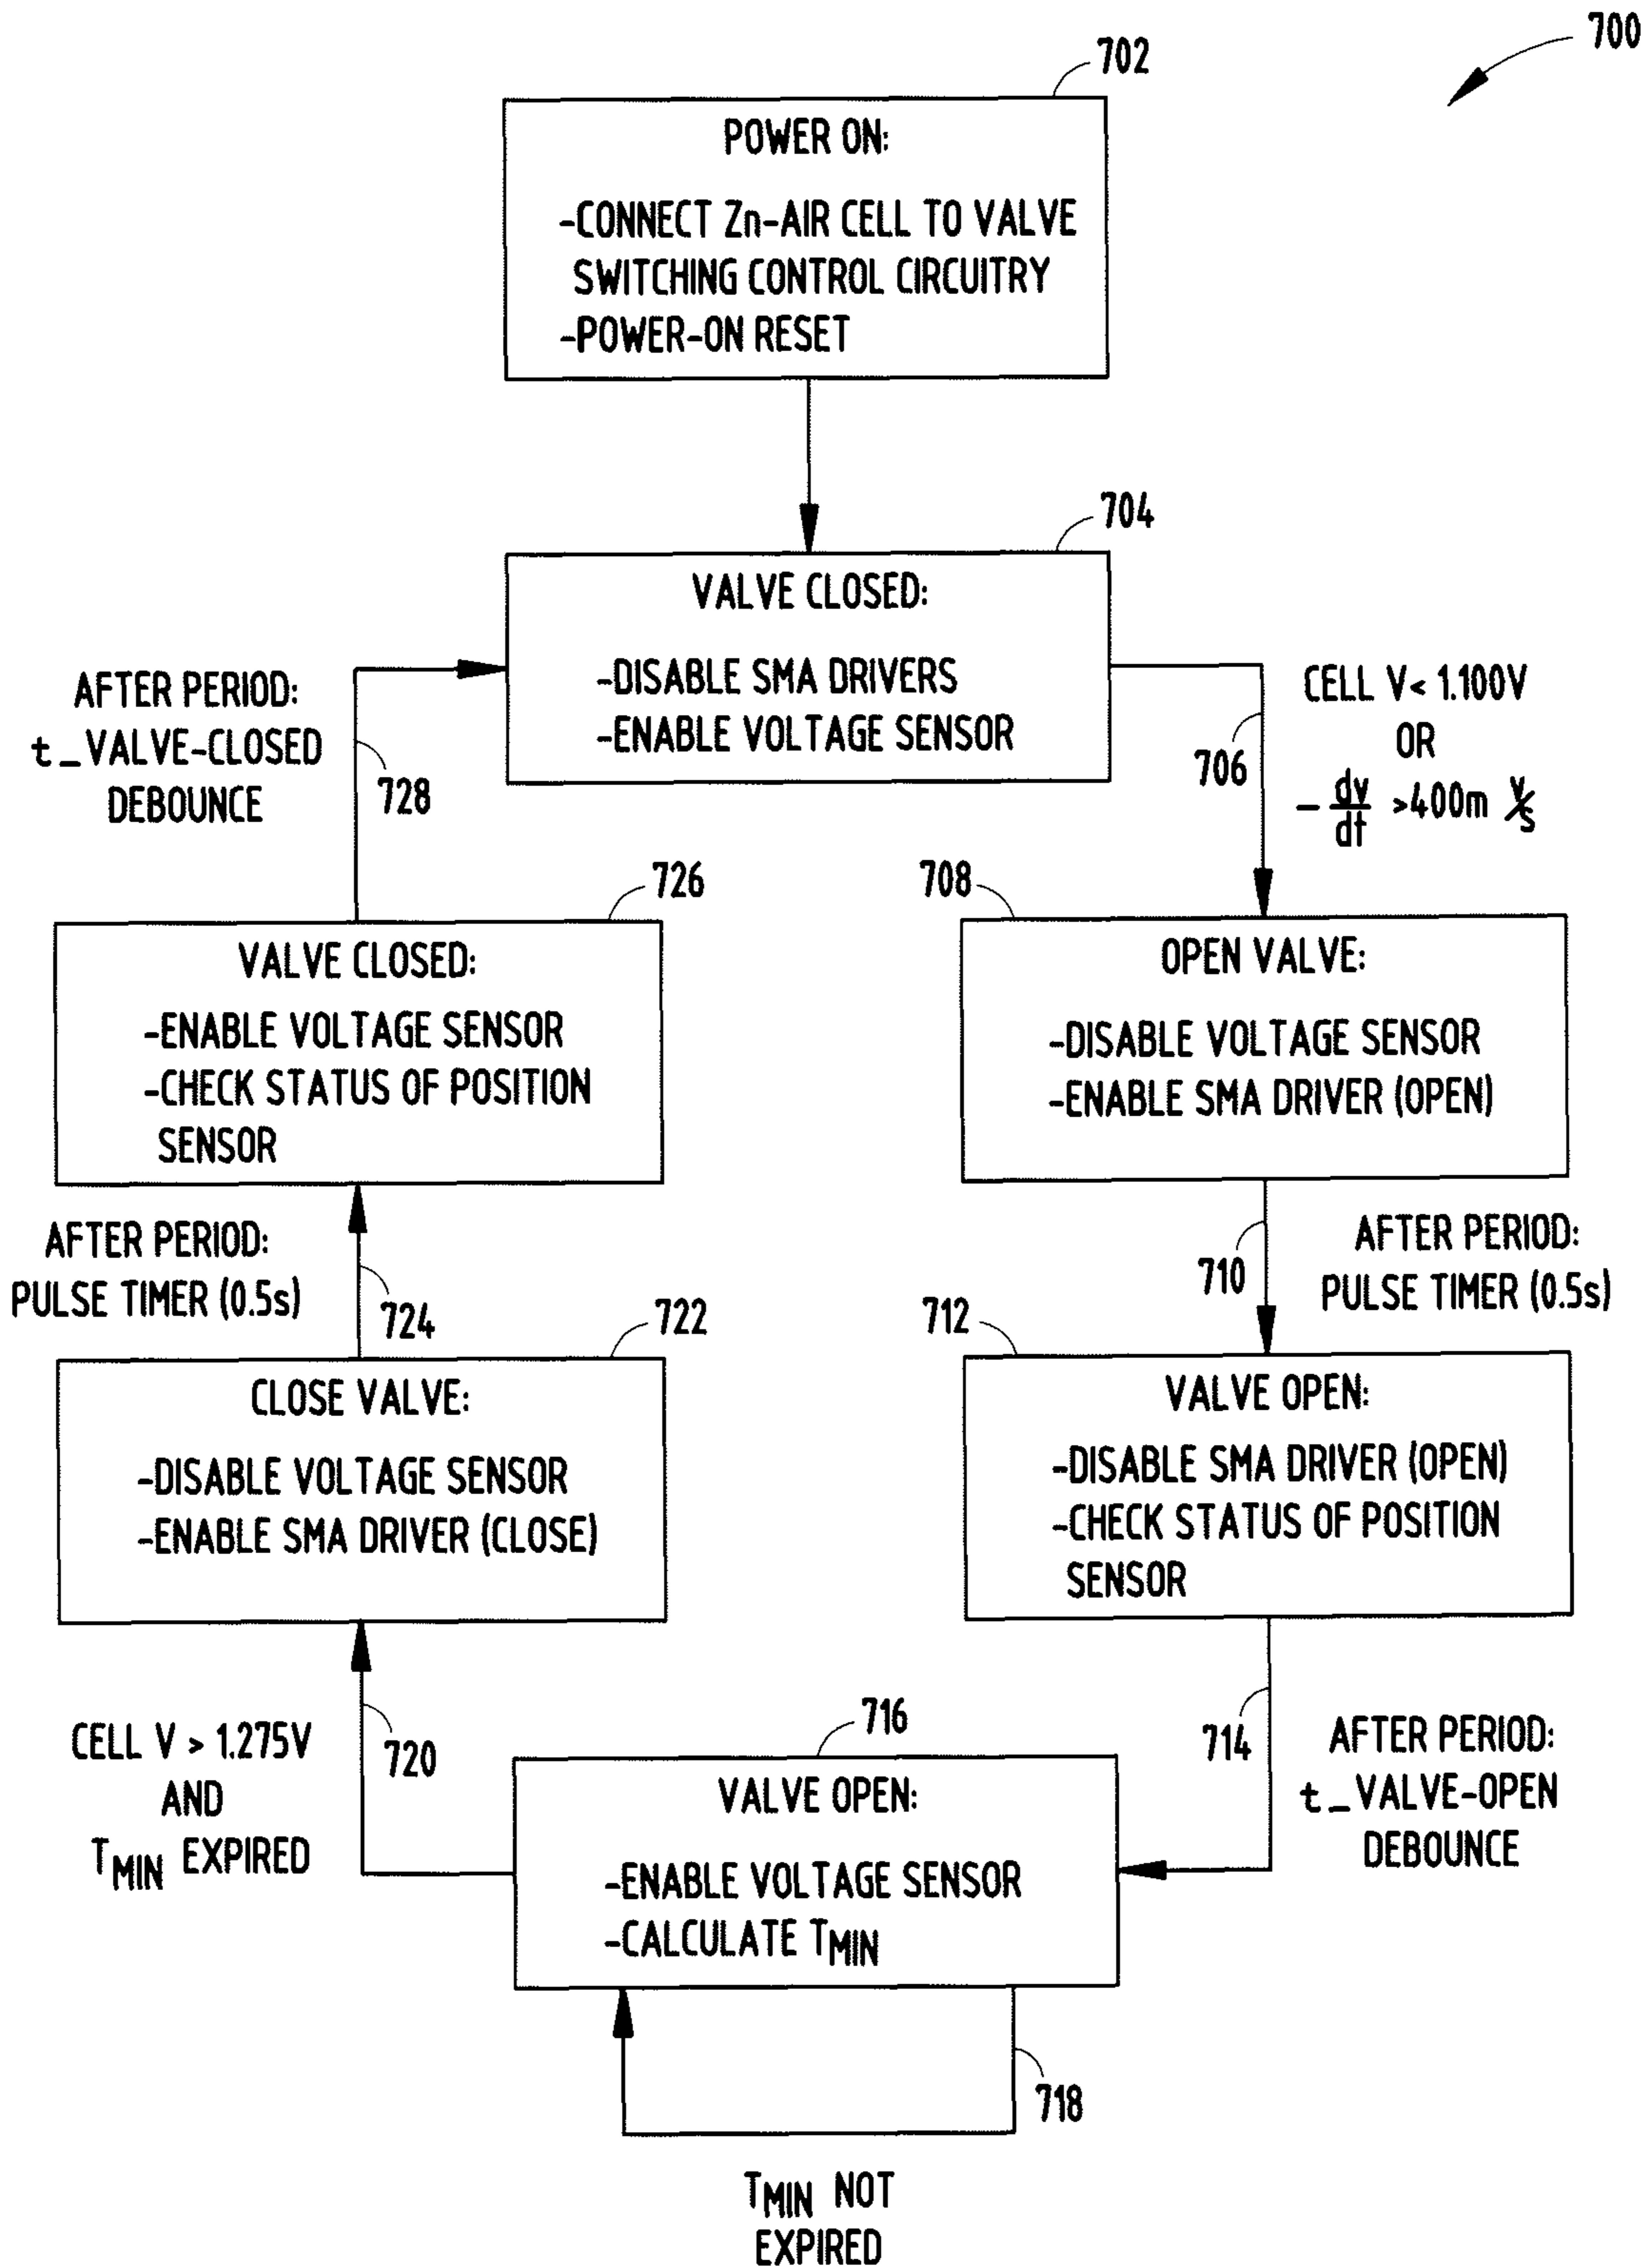 700
702
POWER ON:
-CONNECT Zn-AIR CELL TO VALVE
SWITCHING CONTROL CIRCUITRY
-POWER-ON RESET
704
VALVE CLOSED:
-DISABLE SMA DRIVERS
-ENABLE VOLTAGE SENSOR
AFTER PERIOD:
t_VALVE-CLOSED
DEBOUNCE
728
706
CELL V< 1.100V
OR
- dv/dt >400m V/s
726
VALVE CLOSED:
-ENABLE VOLTAGE SENSOR
-CHECK STATUS OF POSITION
SENSOR
708
OPEN VALVE:
-DISABLE VOLTAGE SENSOR
-ENABLE SMA DRIVER (OPEN)
AFTER PERIOD:
PULSE TIMER (0.5s)
724
710
AFTER PERIOD:
PULSE TIMER (0.5s)
722
CLOSE VALVE:
-DISABLE VOLTAGE SENSOR
-ENABLE SMA DRIVER (CLOSE)
712
VALVE OPEN:
-DISABLE SMA DRIVER (OPEN)
-CHECK STATUS OF POSITION
SENSOR
CELL V > 1.275V
AND
TMIN EXPIRED
720
714
AFTER PERIOD:
t_VALVE-OPEN
DEBOUNCE
716
VALVE OPEN:
-ENABLE VOLTAGE SENSOR
-CALCULATE TMIN
718
TMIN NOT
EXPIRED